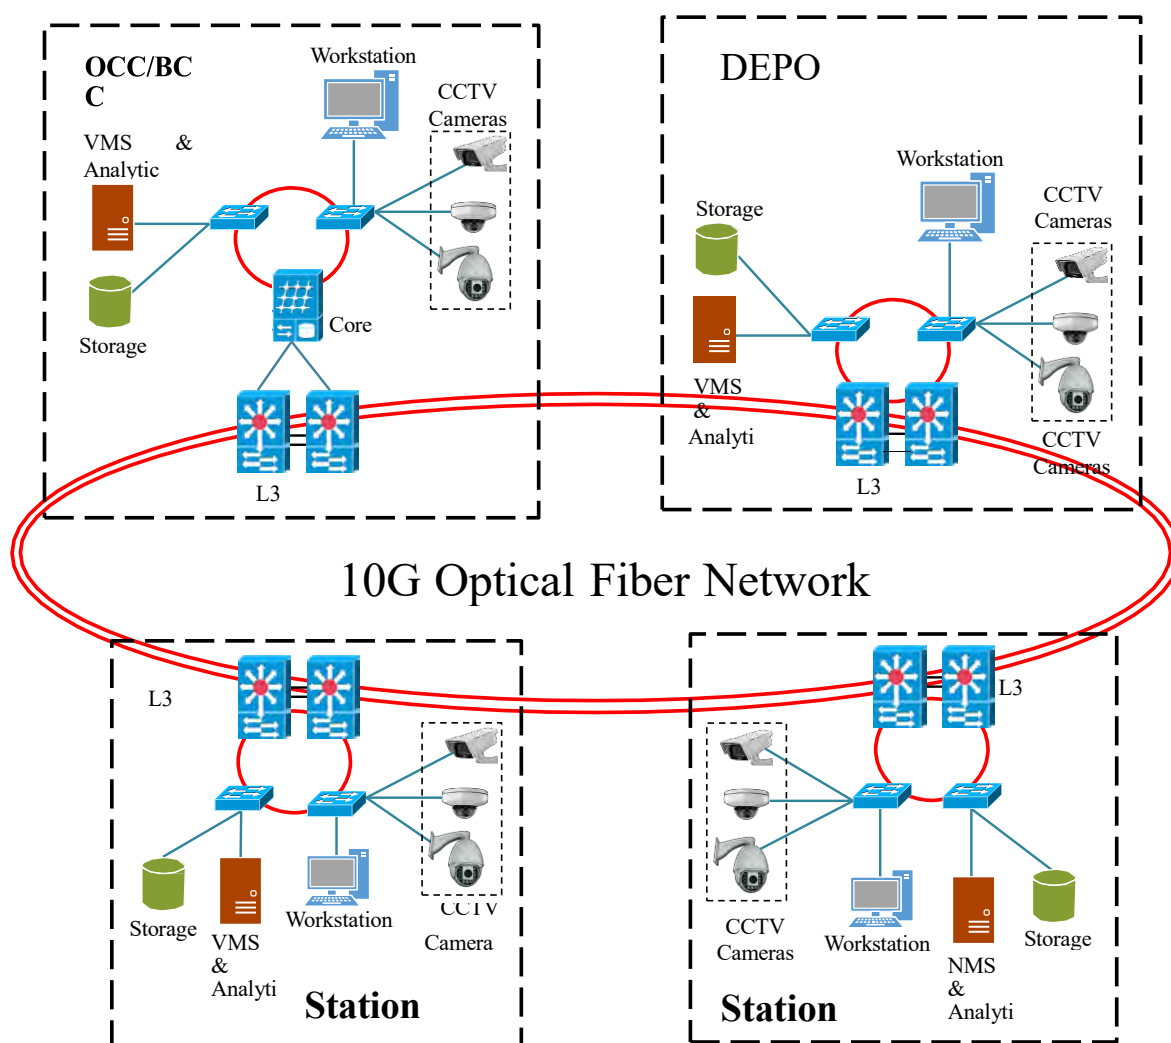 OCC/BC
C
Workstation
CCTV
Cameras
VMS &
Analytic
Storage
Core
L3
DEPO
Workstation
CCTV
Cameras
Storage
VMS
&
Analyti
CCTV
Cameras
L3
10G Optical Fiber Network
L3
Storage
VMS
&
Analyti
Workstation
CCTV
Camera
Station
L3
CCTV
Cameras
Workstation
NMS
&
Analyti
Storage
Station